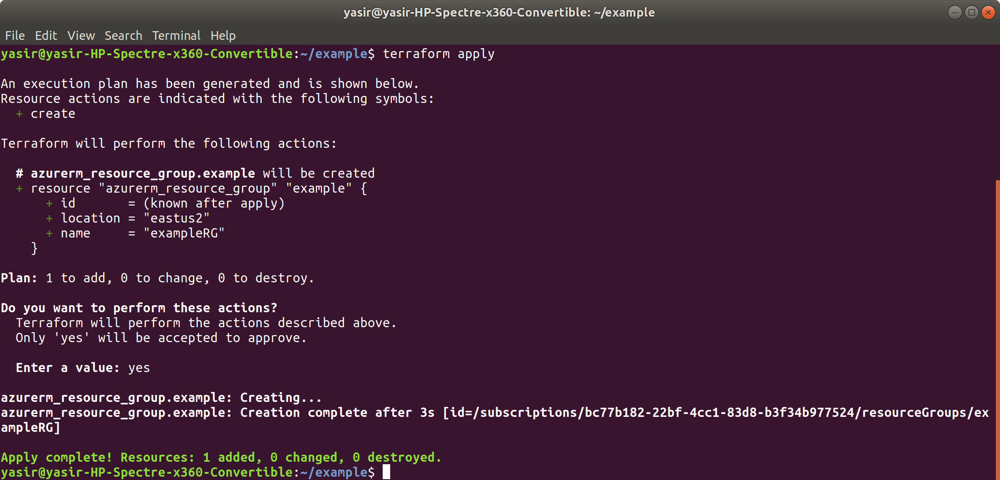 yasir@yasir-HP-Spectre-x360-Convertible: ~/example
File Edit View Search Terminal Help
yasir@yasir-HP-Spectre-x360-Convertible:~/example$ terraform apply
An execution plan has been generated and is shown below.
Resource actions are indicated with the following symbols:
  + create
Terraform will perform the following actions:
  # azurerm_resource_group.example will be created
  + resource "azurerm_resource_group" "example" {
      + id       = (known after apply)
      + location = "eastus2"
      + name     = "exampleRG"
    }
Plan: 1 to add, 0 to change, 0 to destroy.
Do you want to perform these actions?
  Terraform will perform the actions described above.
  Only 'yes' will be accepted to approve.
  Enter a value: yes
azurerm_resource_group.example: Creating...
azurerm_resource_group.example: Creation complete after 3s [id=/subscriptions/bc77b182-22bf-4cc1-83d8-b3f34b977524/resourceGroups/ex
ampleRG]
Apply complete! Resources: 1 added, 0 changed, 0 destroyed.
yasir@yasir-HP-Spectre-x360-Convertible:~/example$